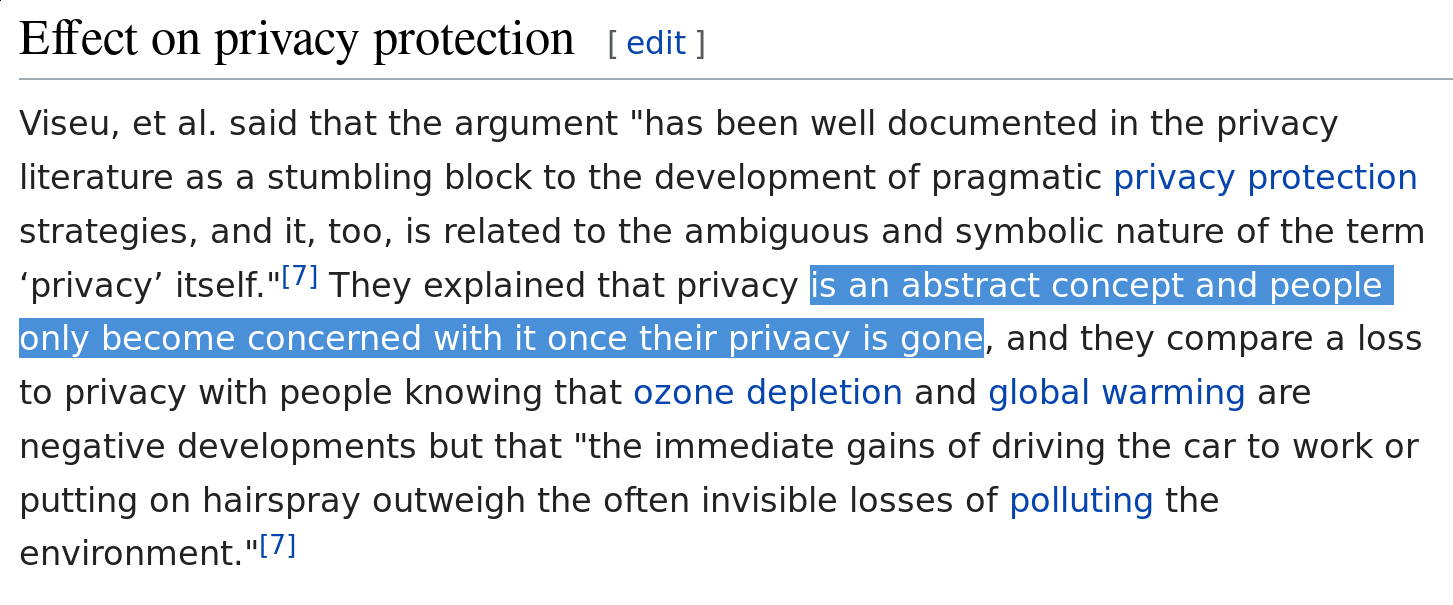 Effect on privacy protection [ edit ]
Viseu, et al. said that the argument "has been well documented in the privacy
literature as a stumbling block to the development of pragmatic privacy protection
strategies, and it, too, is related to the ambiguous and symbolic nature of the term
‘privacy’ itself."[7] They explained that privacy is an abstract concept and people
only become concerned with it once their privacy is gone, and they compare a loss
to privacy with people knowing that ozone depletion and global warming are
negative developments but that "the immediate gains of driving the car to work or
putting on hairspray outweigh the often invisible losses of polluting the
environment."[7]